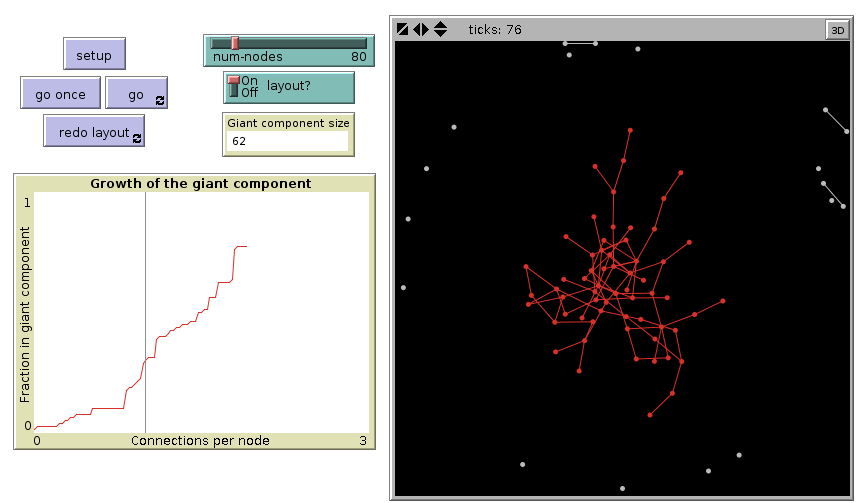 setup
go once
go
redo layout
num-nodes 80
On
Off
layout?
Giant component size
62
Growth of the giant component
1
Fraction in giant component
0
0 Connections per node 3
ticks: 76
3D